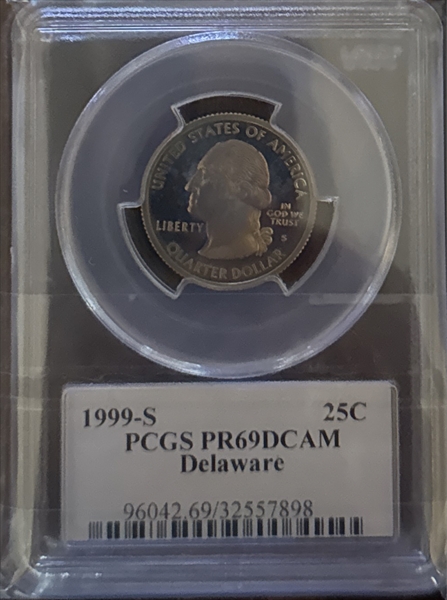 UNITED STATES OF AMERICA
LIBERTY
IN
GOD WE
TRUST
S
QUARTER DOLLAR
1999-S 25C
PCGS PR69DCAM
Delaware
96042.69/32557898